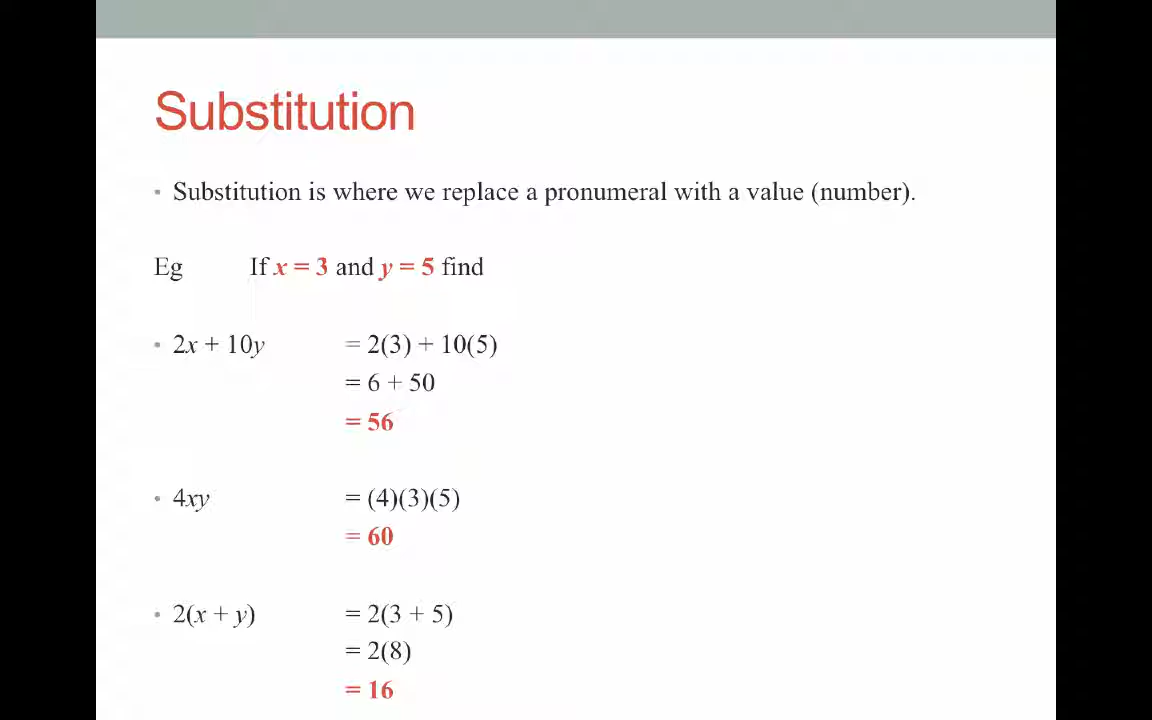 Substitution
• Substitution is where we replace a pronumeral with a value (number).
Eg If x = 3 and y = 5 find
• 2x + 10y = 2(3) + 10(5)
= 6 + 50
= 56
• 4xy = (4)(3)(5)
= 60
• 2(x + y) = 2(3 + 5)
= 2(8)
= 16